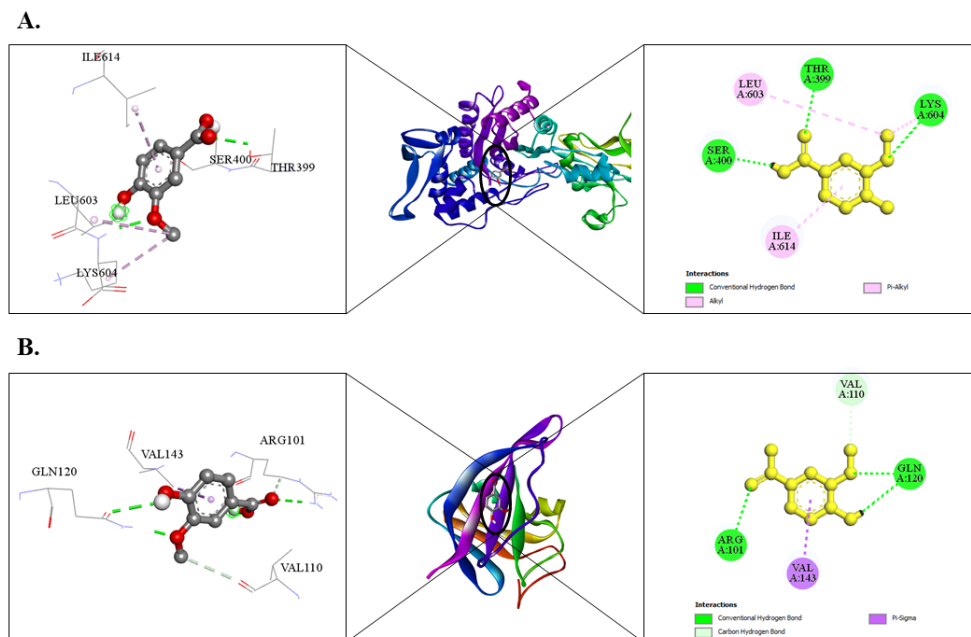 A.
ILE614
SER400
THR399
LEU603
LYS604
THR
A:399
LEU
A:603
LYS
A:604
SER
A:400
ILE
A:614
Interactions
Conventional Hydrogen Bond
Pi-Alkyl
Alkyl
B.
ARG101
VAL143
GLN120
VAL110
VAL
A:110
GLN
A:120
ARG
A:101
VAL
A:143
Interactions
Conventional Hydrogen Bond
Pi-Sigma
Carbon Hydrogen Bond